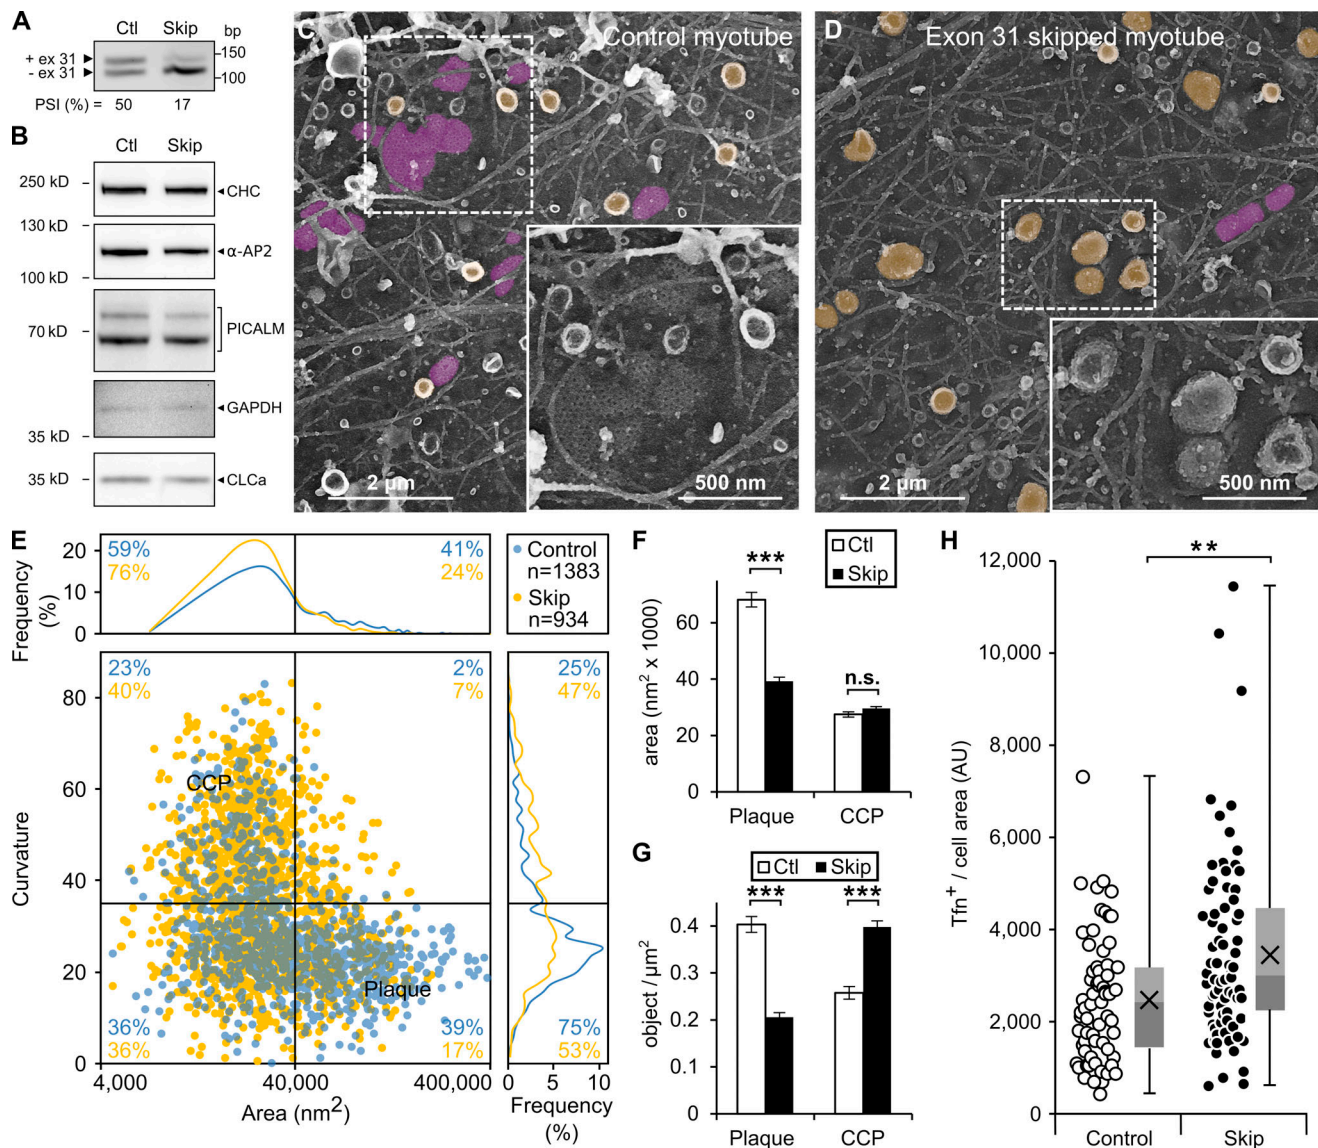 A
Ctl Skip bp
+ ex 31
- ex 31
150
100
PSI (%) = 50 17
B
Ctl Skip
250 kD
CHC
130
α-AP2
100 kD
70 kD
PICALM
GAPDH
35 kD
35 kD
CLCa
C
Control myotube
2 µm
500 nm
D
Exon 31 skipped myotube
2 µm
500 nm
E
Frequency (%)
20
10
0
59%
76%
41%
24%
Control
n=1383
Skip
n=934
Curvature
80
60
40
20
0
23%
40%
2%
7%
CCP
Plaque
36%
36%
39%
17%
4,000 40,000 400,000
Area (nm2)
25%
47%
75%
53%
0 5 10
Frequency
(%)
F
Ctl
Skip
area (nm² x 1000)
60
40
20
0
***
n.s.
Plaque CCP
G
Ctl Skip
object / µm²
0.4
0.3
0.2
0.1
0
***
***
Plaque CCP
H
Tfn+ / cell area (AU)
12,000
10,000
8,000
6,000
4,000
2,000
0
**
Control Skip